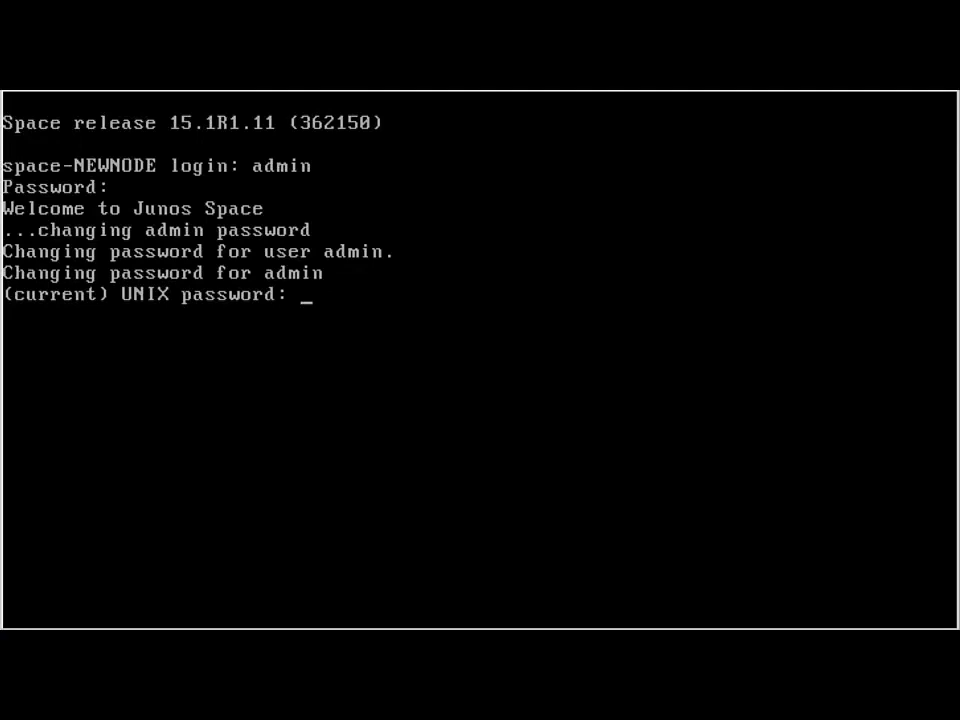 Space release 15.1R1.11 (362150)
space-NEWNODE login: admin
Password:
Welcome to Junos Space
...changing admin password
Changing password for user admin.
Changing password for admin
(current) UNIX password: _